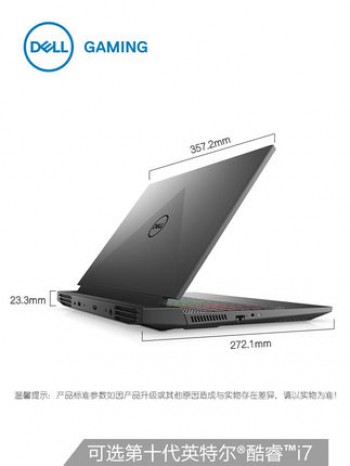 DELL GAMING
357.2mm
DELL
23.3mm
272.1mm
温馨提示：产品标准参数如因产品升级或其他原因造成与实物存在差异，请以实物为准！
可选第十代英特尔®酷睿™i7